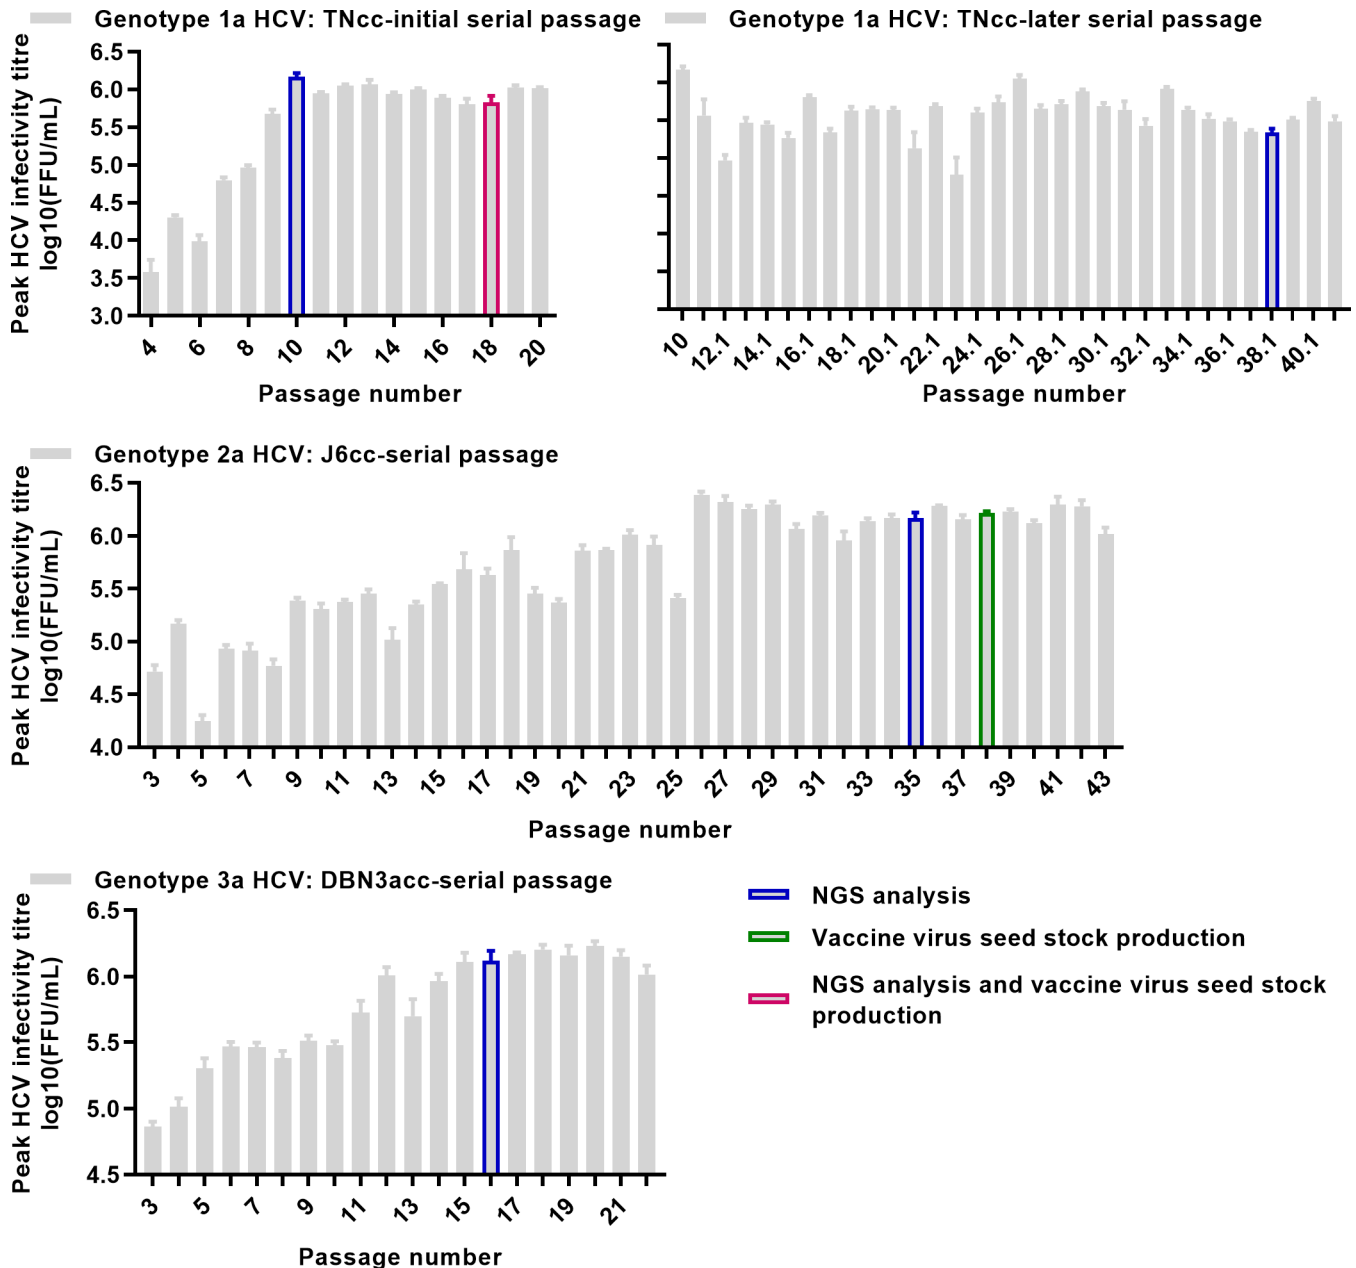 Genotype 1a HCV: TNcc-initial serial passage
Peak HCV infectivity titre
log10(FFU/mL)
6.5
6.0
5.5
5.0
4.5
4.0
3.5
3.0
4 6 8 10 12 14 16 18 20
Passage number
Genotype 1a HCV: TNcc-later serial passage
10 12.1 14.1 16.1 18.1 20.1 22.1 24.1 26.1 28.1 30.1 32.1 34.1 36.1 38.1 40.1
Passage number
Genotype 2a HCV: J6cc-serial passage
Peak HCV infectivity titre
log10(FFU/mL)
6.5
6.0
5.5
5.0
4.5
4.0
3 5 7 9 11 13 15 17 19 21 23 25 27 29 31 33 35 37 39 41 43
Passage number
Genotype 3a HCV: DBN3acc-serial passage
Peak HCV infectivity titre
log10(FFU/mL)
6.5
6.0
5.5
5.0
4.5
3 5 7 9 11 13 15 17 19 21
Passage number
NGS analysis
Vaccine virus seed stock production
NGS analysis and vaccine virus seed stock
production